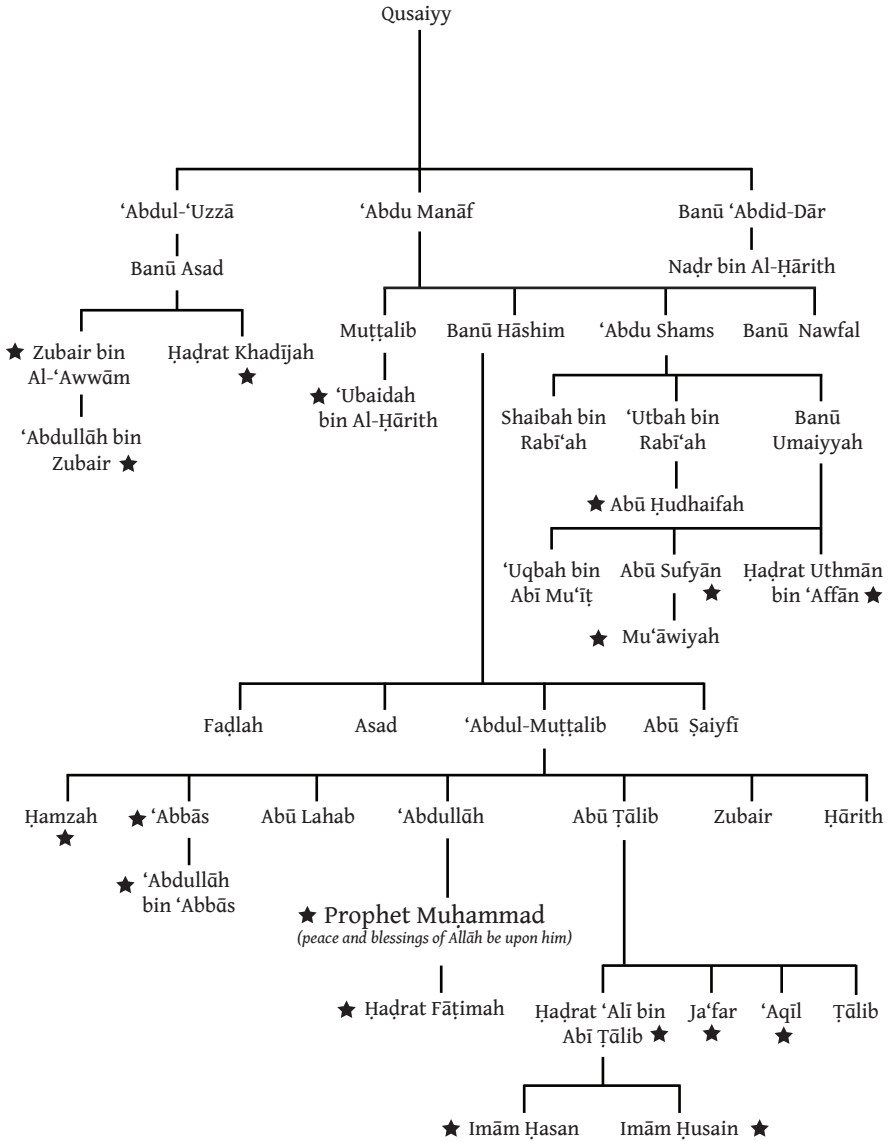 Qusaiyy
‘Abdul-‘Uzzā
‘Abdu Manāf
Banū ‘Abdid-Dār
Banū Asad
Naḍr bin Al-Ḥārith
Muṭṭalib
Banū Hāshim
‘Abdu Shams
Banū Nawfal
★ Zubair bin
Al-‘Awwām
Ḥaḍrat Khadījah
★
★ ‘Ubaidah
bin Al-Ḥārith
Shaibah bin
Rabī‘ah
‘Utbah bin
Rabī‘ah
Banū
Umaiyyah
‘Abdullāh bin
Zubair ★
★ Abū Ḥudhaifah
‘Uqbah bin
Abī Mu‘īṭ
Abū Sufyān
★
Ḥaḍrat Uthmān
bin ‘Affān ★
★ Mu‘āwiyah
Faḍlah
Asad
‘Abdul-Muṭṭalib
Abū Ṣaiyfī
Ḥamzah
★
★ ‘Abbās
Abū Lahab
‘Abdullāh
Abū Ṭālib
Zubair
Ḥārith
★ ‘Abdullāh
bin ‘Abbās
★ Prophet Muḥammad
(peace and blessings of Allāh be upon him)
★ Ḥaḍrat Fāṭimah
Ḥaḍrat ‘Alī bin
Abī Ṭālib ★
Ja‘far
★
‘Aqīl
★
Ṭālib
★ Imām Ḥasan
Imām Ḥusain ★